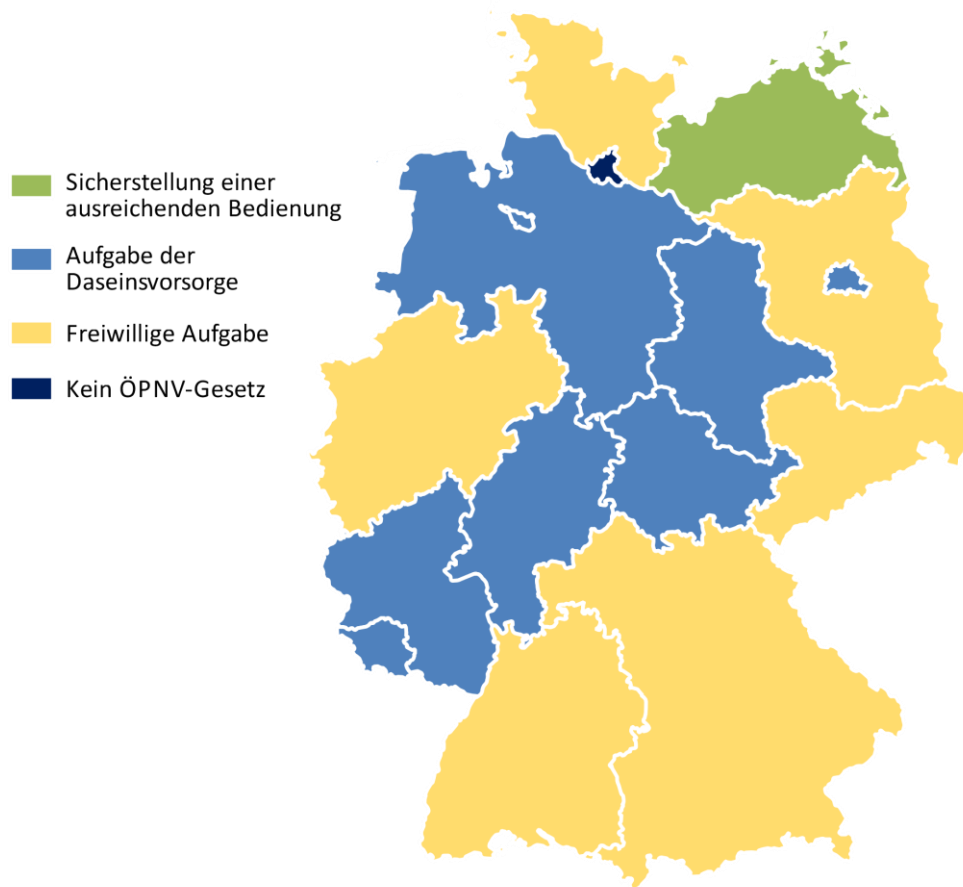 Sicherstellung einer
ausreichenden Bedienung
Aufgabe der
Daseinsvorsorge
Freiwillige Aufgabe
Kein ÖPNV-Gesetz